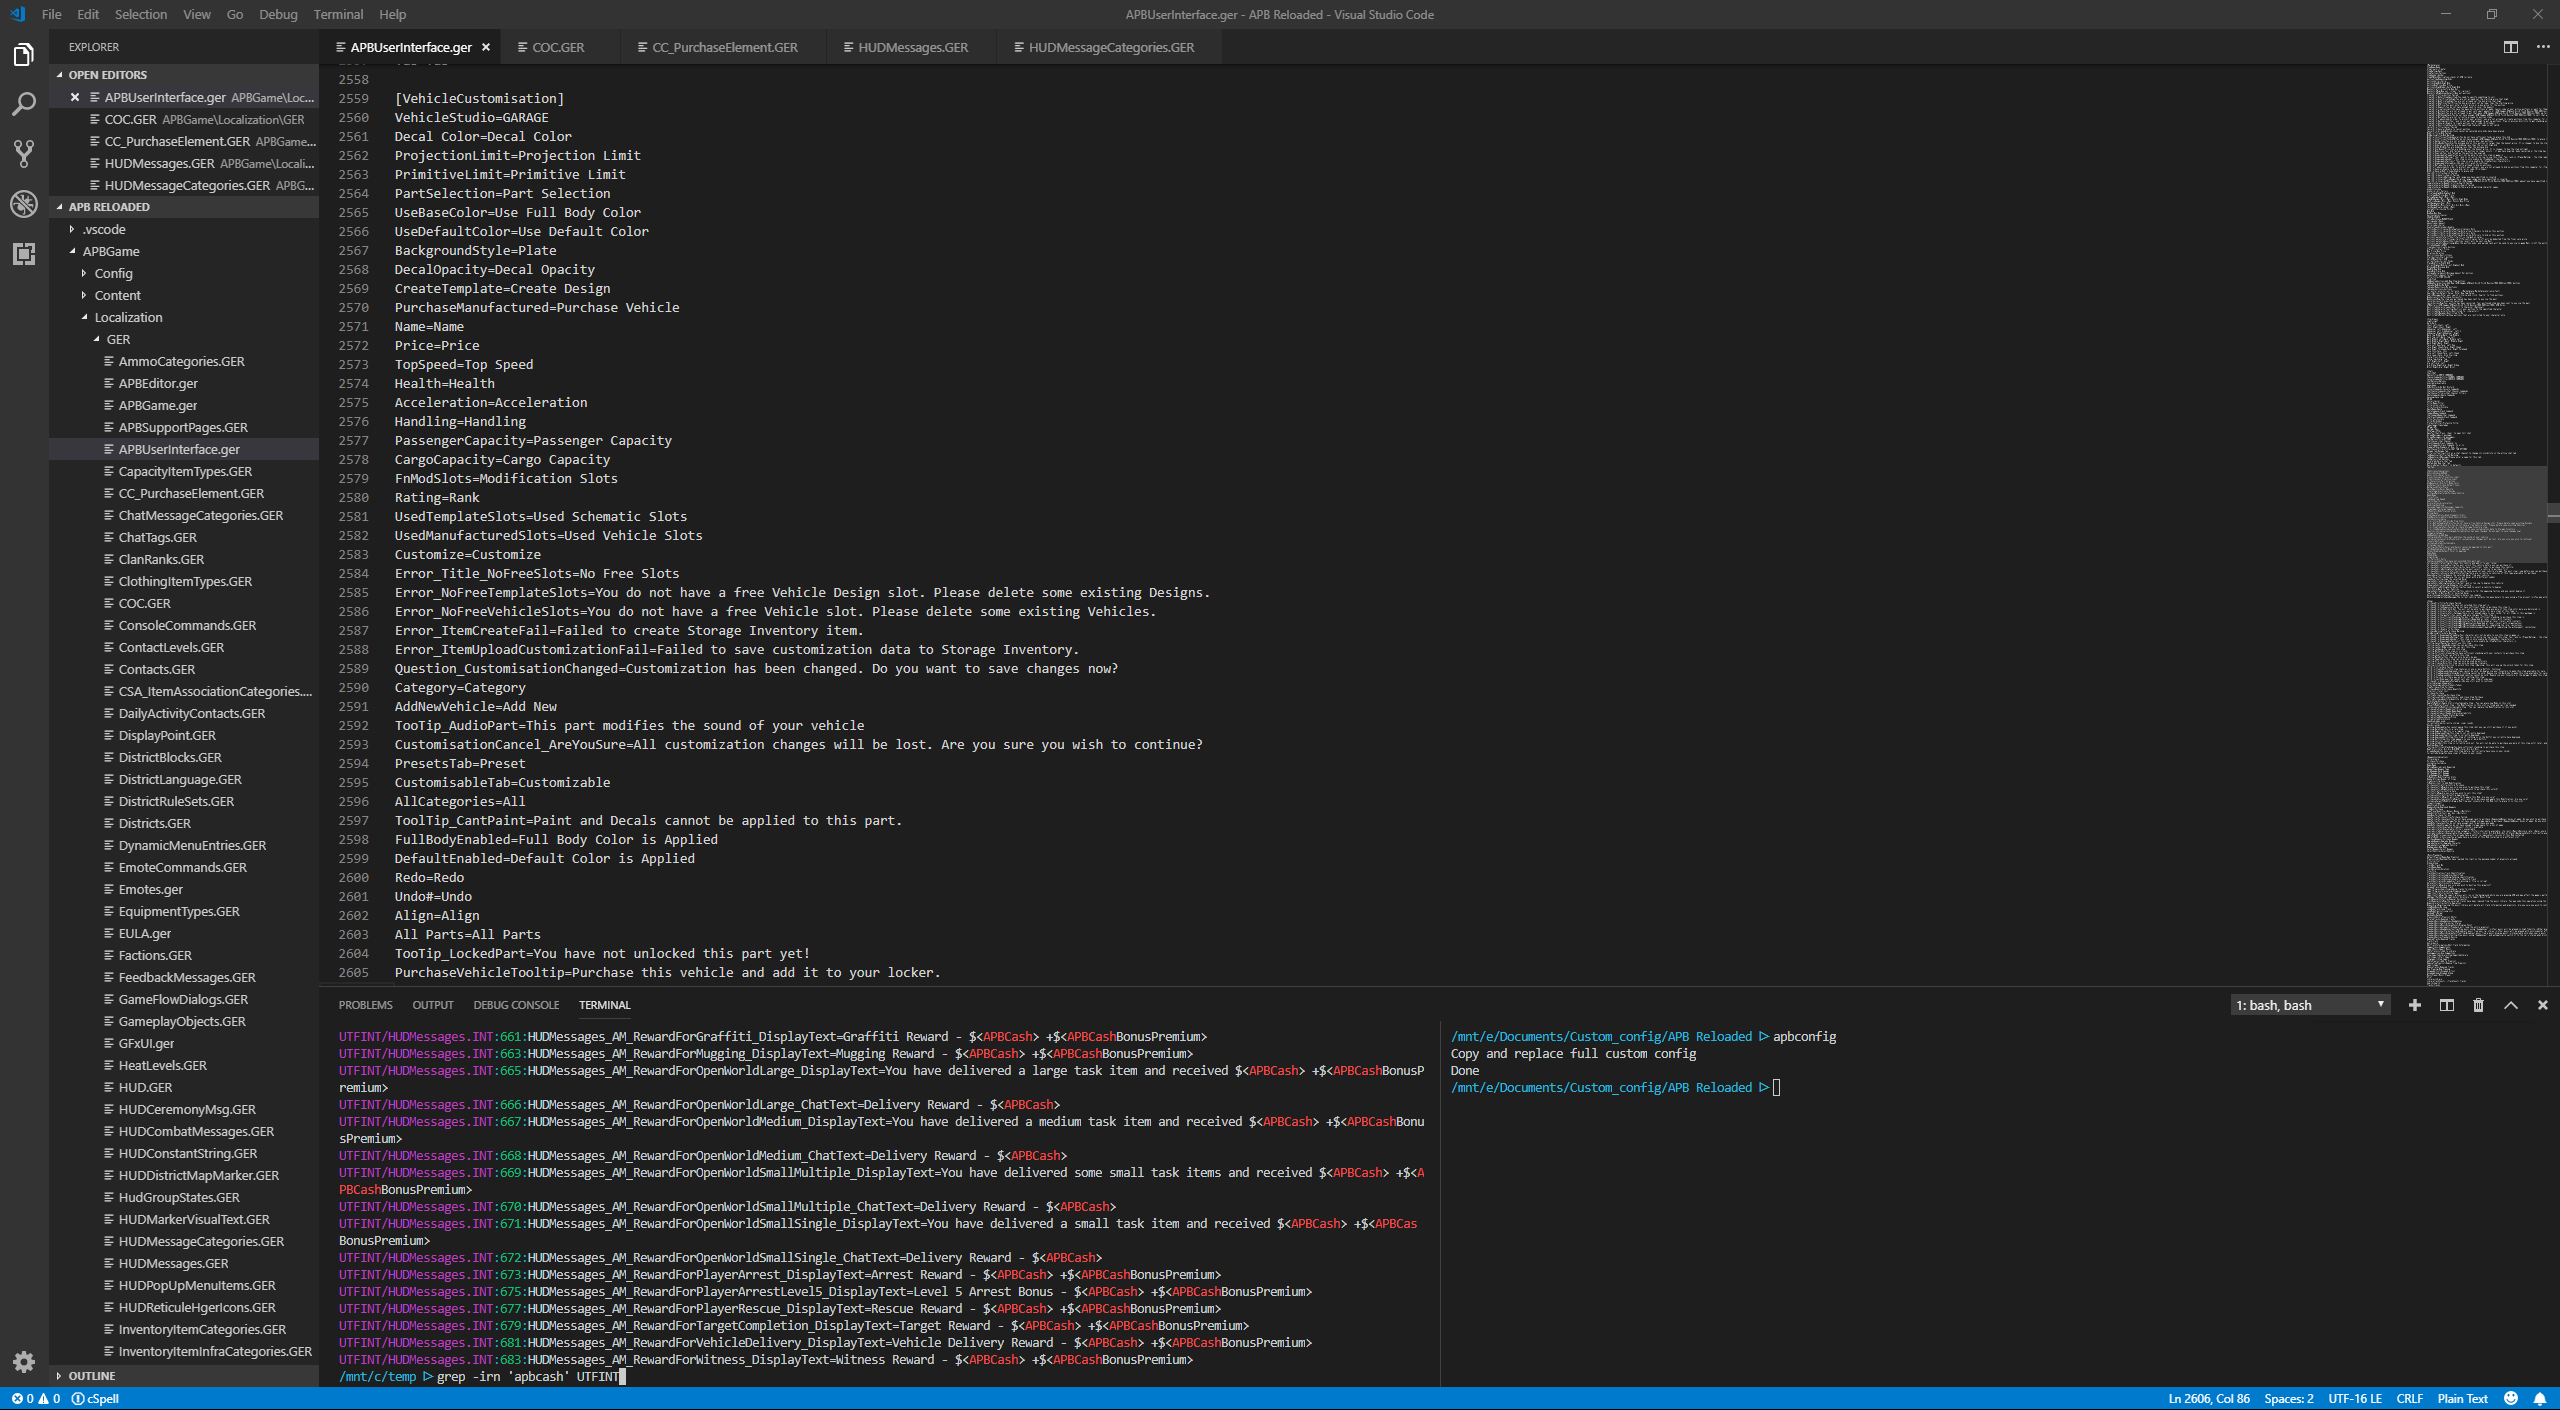 File Edit Selection View Go Debug Terminal Help
APBUserInterface.ger - APB Reloaded - Visual Studio Code
EXPLORER
OPEN EDITORS
APBUserInterface.ger APBGame\Loc...
COC.GER APBGame\Localization\GER
CC_PurchaseElement.GER APBGame...
HUDMessages.GER APBGame\Locali...
HUDMessageCategories.GER APBG...
APB RELOADED
.vscode
APBGame
Config
Content
Localization
GER
AmmoCategories.GER
APBEditor.ger
APBGame.ger
APBSupportPages.GER
APBUserInterface.ger
CapacityItemTypes.GER
CC_PurchaseElement.GER
ChatMessageCategories.GER
ChatTags.GER
ClanRanks.GER
ClothingItemTypes.GER
COC.GER
ConsoleCommands.GER
ContactLevels.GER
Contacts.GER
CSA_ItemAssociationCategories....
DailyActivityContacts.GER
DisplayPoint.GER
DistrictBlocks.GER
DistrictLanguage.GER
DistrictRuleSets.GER
Districts.GER
DynamicMenuEntries.GER
EmoteCommands.GER
Emotes.ger
EquipmentTypes.GER
EULA.ger
Factions.GER
FeedbackMessages.GER
GameFlowDialogs.GER
GameplayObjects.GER
GFxUI.ger
HeatLevels.GER
HUD.GER
HUDCeremonyMsg.GER
HUDCombatMessages.GER
HUDConstantString.GER
HUDDistrictMapMarker.GER
HudGroupStates.GER
HUDMarkerVisualText.GER
HUDMessageCategories.GER
HUDMessages.GER
HUDPopUpMenuItems.GER
HUDReticuleHgerIcons.GER
InventoryItemCategories.GER
InventoryItemInfraCategories.GER
OUTLINE
APBUserInterface.ger COC.GER CC_PurchaseElement.GER HUDMessages.GER HUDMessageCategories.GER
2558
2559 [VehicleCustomisation]
2560 VehicleStudio=GARAGE
2561 Decal Color=Decal Color
2562 ProjectionLimit=Projection Limit
2563 PrimitiveLimit=Primitive Limit
2564 PartSelection=Part Selection
2565 UseBaseColor=Use Full Body Color
2566 UseDefaultColor=Use Default Color
2567 BackgroundStyle=Plate
2568 DecalOpacity=Decal Opacity
2569 CreateTemplate=Create Design
2570 PurchaseManufactured=Purchase Vehicle
2571 Name=Name
2572 Price=Price
2573 TopSpeed=Top Speed
2574 Health=Health
2575 Acceleration=Acceleration
2576 Handling=Handling
2577 PassengerCapacity=Passenger Capacity
2578 CargoCapacity=Cargo Capacity
2579 FnModSlots=Modification Slots
2580 Rating=Rank
2581 UsedTemplateSlots=Used Schematic Slots
2582 UsedManufacturedSlots=Used Vehicle Slots
2583 Customize=Customize
2584 Error_Title_NoFreeSlots=No Free Slots
2585 Error_NoFreeTemplateSlots=You do not have a free Vehicle Design slot. Please delete some existing Designs.
2586 Error_NoFreeVehicleSlots=You do not have a free Vehicle slot. Please delete some existing Vehicles.
2587 Error_ItemCreateFail=Failed to create Storage Inventory item.
2588 Error_ItemUploadCustomizationFail=Failed to save customization data to Storage Inventory.
2589 Question_CustomisationChanged=Customization has been changed. Do you want to save changes now?
2590 Category=Category
2591 AddNewVehicle=Add New
2592 TooTip_AudioPart=This part modifies the sound of your vehicle
2593 CustomisationCancel_AreYouSure=All customization changes will be lost. Are you sure you wish to continue?
2594 PresetsTab=Preset
2595 CustomisableTab=Customizable
2596 AllCategories=All
2597 ToolTip_CantPaint=Paint and Decals cannot be applied to this part.
2598 FullBodyEnabled=Full Body Color is Applied
2599 DefaultEnabled=Default Color is Applied
2600 Redo=Redo
2601 Undo#=Undo
2602 Align=Align
2603 All Parts=All Parts
2604 TooTip_LockedPart=You have not unlocked this part yet!
2605 PurchaseVehicleTooltip=Purchase this vehicle and add it to your locker.
PROBLEMS OUTPUT DEBUG CONSOLE TERMINAL
1: bash, bash
UTFINT/HUDMessages.INT:661:HUDMessages_AM_RewardForGraffiti_DisplayText=Graffiti Reward - $<APBCash> +$<APBCashBonusPremium>
UTFINT/HUDMessages.INT:663:HUDMessages_AM_RewardForMugging_DisplayText=Mugging Reward - $<APBCash> +$<APBCashBonusPremium>
UTFINT/HUDMessages.INT:665:HUDMessages_AM_RewardForOpenWorldLarge_DisplayText=You have delivered a large task item and received $<APBCash> +$<APBCashBonusP
remium>
UTFINT/HUDMessages.INT:666:HUDMessages_AM_RewardForOpenWorldLarge_ChatText=Delivery Reward - $<APBCash>
UTFINT/HUDMessages.INT:667:HUDMessages_AM_RewardForOpenWorldMedium_DisplayText=You have delivered a medium task item and received $<APBCash> +$<APBCashBonu
sPremium>
UTFINT/HUDMessages.INT:668:HUDMessages_AM_RewardForOpenWorldMedium_ChatText=Delivery Reward - $<APBCash>
UTFINT/HUDMessages.INT:669:HUDMessages_AM_RewardForOpenWorldSmallMultiple_DisplayText=You have delivered some small task items and received $<APBCash> +$<A
PBCashBonusPremium>
UTFINT/HUDMessages.INT:670:HUDMessages_AM_RewardForOpenWorldSmallMultiple_ChatText=Delivery Reward - $<APBCash>
UTFINT/HUDMessages.INT:671:HUDMessages_AM_RewardForOpenWorldSmallSingle_DisplayText=You have delivered a small task item and received $<APBCash> +$<APBCas
BonusPremium>
UTFINT/HUDMessages.INT:672:HUDMessages_AM_RewardForOpenWorldSmallSingle_ChatText=Delivery Reward - $<APBCash>
UTFINT/HUDMessages.INT:673:HUDMessages_AM_RewardForPlayerArrest_DisplayText=Arrest Reward - $<APBCash> +$<APBCashBonusPremium>
UTFINT/HUDMessages.INT:675:HUDMessages_AM_RewardForPlayerArrestLevel5_DisplayText=Level 5 Arrest Bonus - $<APBCash> +$<APBCashBonusPremium>
UTFINT/HUDMessages.INT:677:HUDMessages_AM_RewardForPlayerRescue_DisplayText=Rescue Reward - $<APBCash> +$<APBCashBonusPremium>
UTFINT/HUDMessages.INT:679:HUDMessages_AM_RewardForTargetCompletion_DisplayText=Target Reward - $<APBCash> +$<APBCashBonusPremium>
UTFINT/HUDMessages.INT:681:HUDMessages_AM_RewardForVehicleDelivery_DisplayText=Vehicle Delivery Reward - $<APBCash> +$<APBCashBonusPremium>
UTFINT/HUDMessages.INT:683:HUDMessages_AM_RewardForWitness_DisplayText=Witness Reward - $<APBCash> +$<APBCashBonusPremium>
/mnt/c/temp ▷ grep -irn 'apbcash' UTFINT
/mnt/e/Documents/Custom_config/APB Reloaded ▷ apbconfig
Copy and replace full custom config
Done
/mnt/e/Documents/Custom_config/APB Reloaded ▷
0 0 cSpell
Ln 2606, Col 86 Spaces: 2 UTF-16 LE CRLF Plain Text